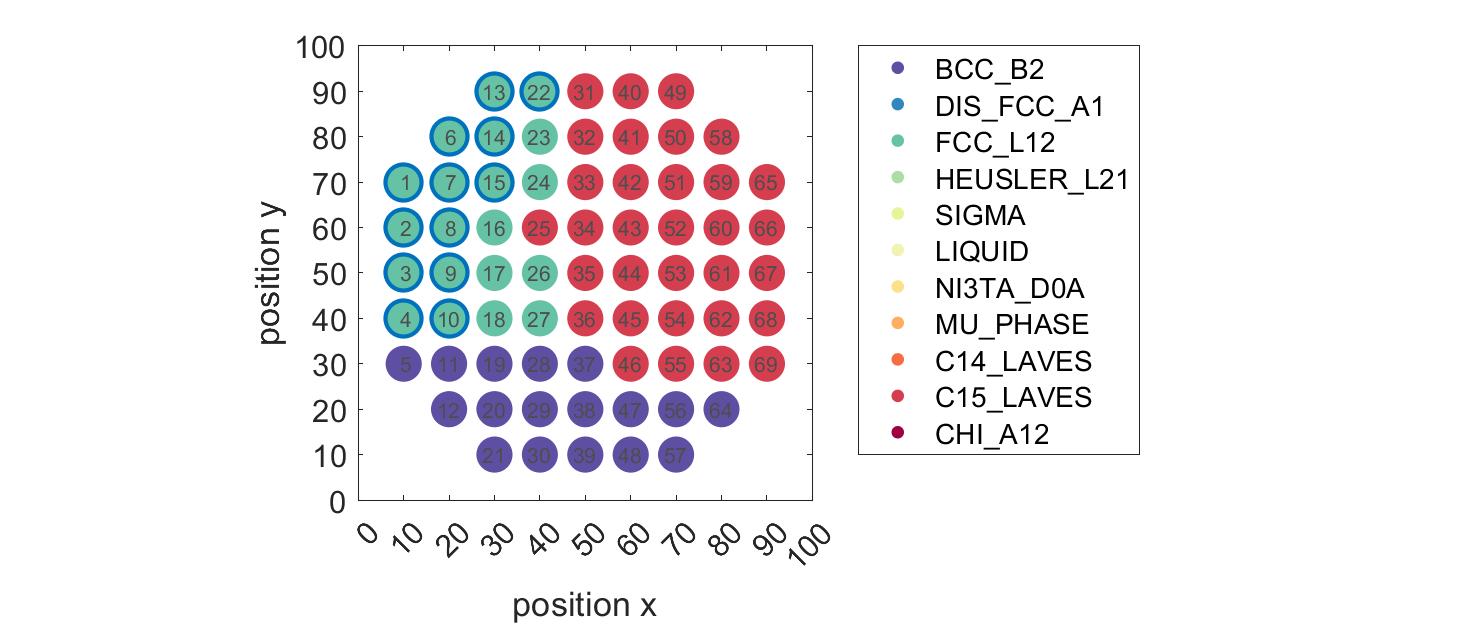 100
90
13 22 31 40 49
80
6 14 23 32 41 50 58
70
1 7 15 24 33 42 51 59 65
60
2 8 16 25 34 43 52 60 66
50
3 9 17 26 35 44 53 61 67
40
4 10 18 27 36 45 54 62 68
30
5 11 19 28 37 46 55 63 69
20
12 20 29 38 47 56 64
10
21 30 39 48 57
0
position y
0 10 20 30 40 50 60 70 80 90 100
position x
BCC_B2
DIS_FCC_A1
FCC_L12
HEUSLER_L21
SIGMA
LIQUID
NI3TA_D0A
MU_PHASE
C14_LAVES
C15_LAVES
CHI_A12